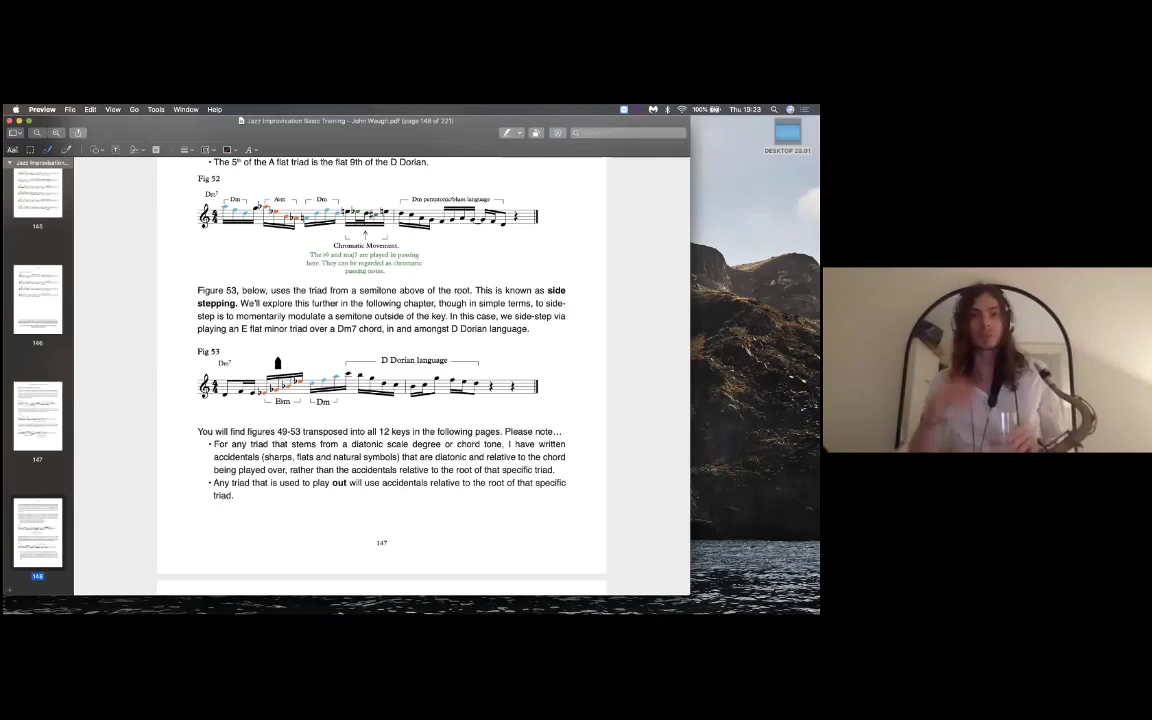 Preview File Edit View Go Tools Window Help
100% Thu 19:23
Jazz Improvisation Basic Training - John Waugh.pdf (page 148 of 221)
DESKTOP 28.01
Jazz Improvisation...
145
146
147
148
• The 5th of the A flat triad is the flat 9th of the D Dorian.
Fig 52
Dm7
Dm A♭m Dm Dm pentatonic/blues language
Chromatic Movement.
The ♭9 and maj7 are played in passing
here. They can be regarded as chromatic
passing notes.
Figure 53, below, uses the triad from a semitone above of the root. This is known as side
stepping. We'll explore this further in the following chapter, though in simple terms, to side-
step is to momentarily modulate a semitone outside of the key. In this case, we side-step via
playing an E flat minor triad over a Dm7 chord, in and amongst D Dorian language.
Fig 53
Dm7
D Dorian language
E♭m Dm
You will find figures 49-53 transposed into all 12 keys in the following pages. Please note…
• For any triad that stems from a diatonic scale degree or chord tone, I have written
accidentals (sharps, flats and natural symbols) that are diatonic and relative to the chord
being played over, rather than the accidentals relative to the root of that specific triad.
• Any triad that is used to play out will use accidentals relative to the root of that specific
triad.
147